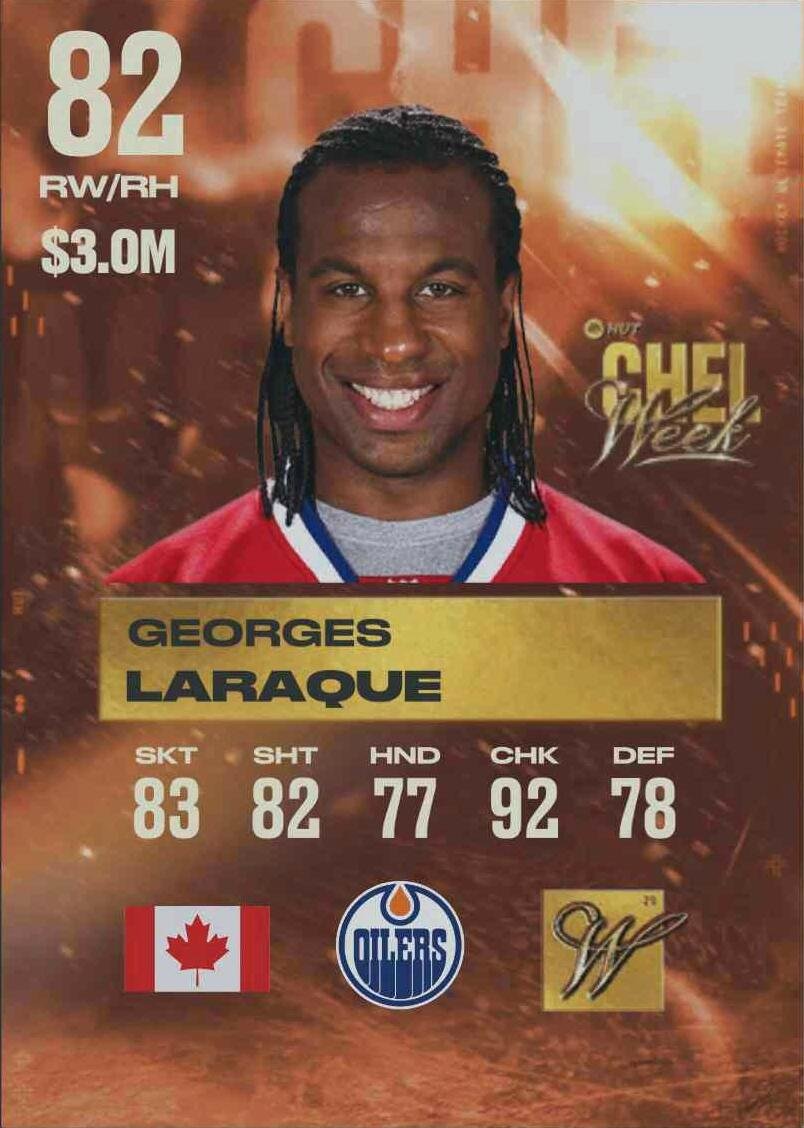 82
RW/RH
$3.0M
HUT
CHEL
Week
GEORGES
LARAQUE
SKT SHT HND CHK DEF
83 82 77 92 78
OILERS
W